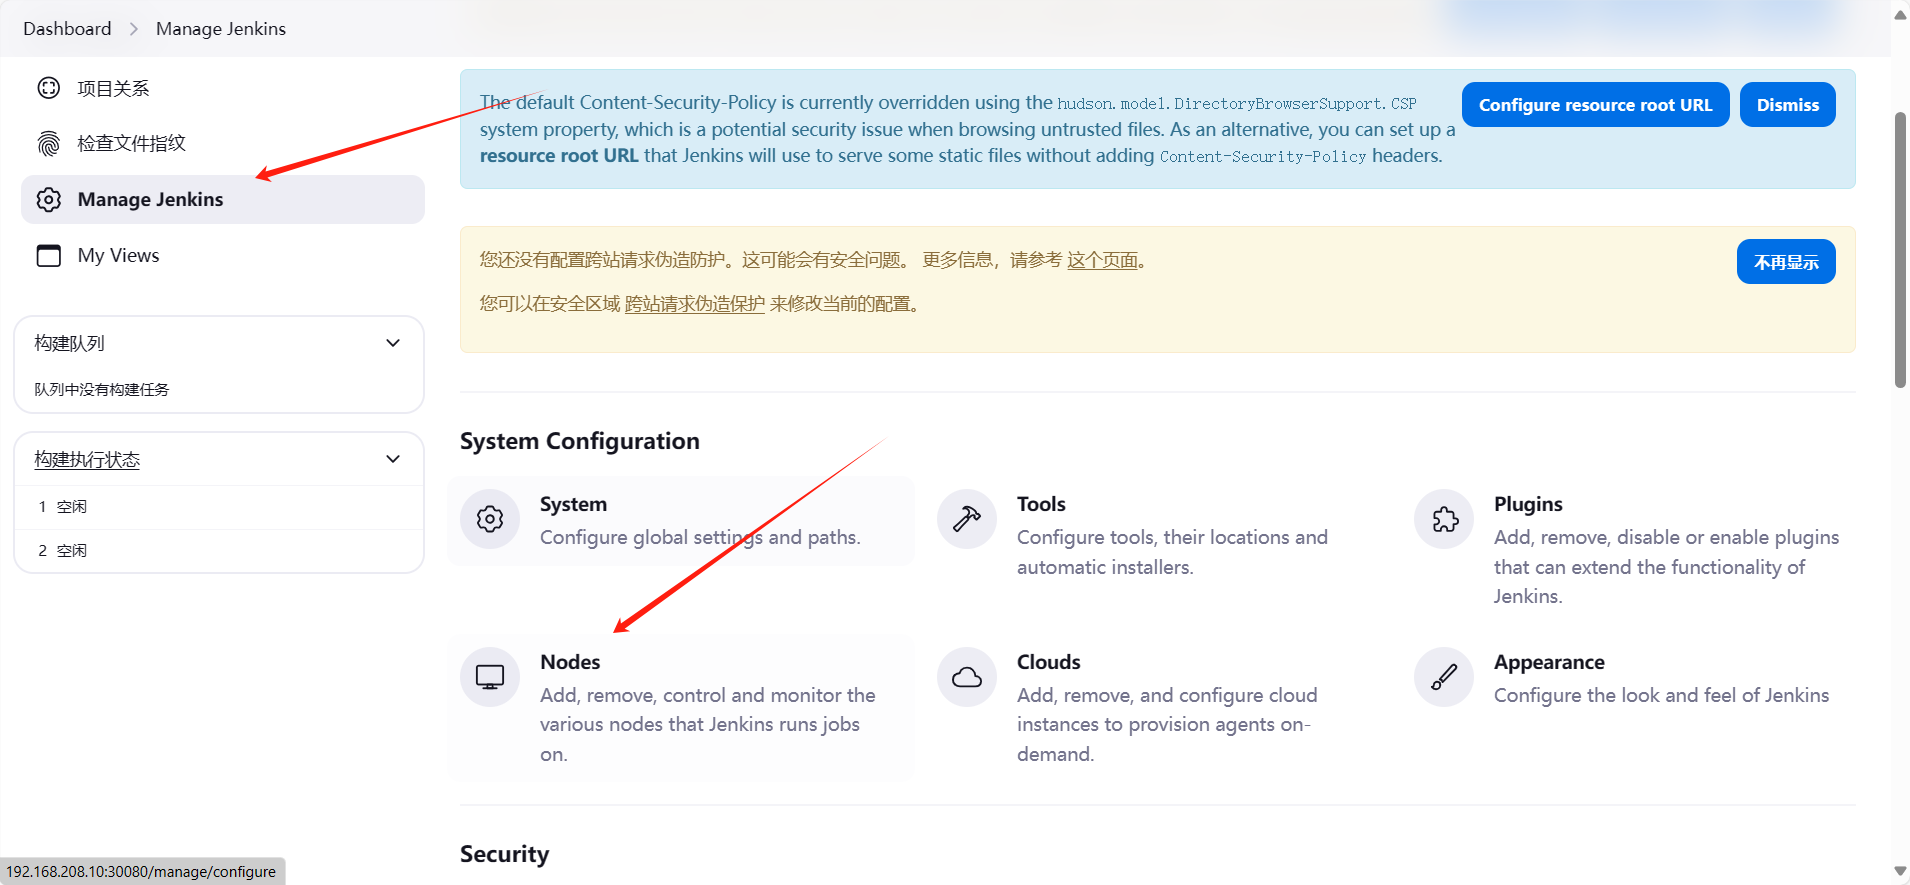 Dashboard > Manage Jenkins
项目关系
检查文件指纹
Manage Jenkins
My Views
构建队列
队列中没有构建任务
构建执行状态
1 空闲
2 空闲
The default Content-Security-Policy is currently overridden using the hudson.model.DirectoryBrowserSupport.CSP
system property, which is a potential security issue when browsing untrusted files. As an alternative, you can set up a
resource root URL that Jenkins will use to serve some static files without adding Content-Security-Policy headers.
Configure resource root URL
Dismiss
您还没有配置跨站请求伪造防护。这可能会有安全问题。 更多信息，请参考 这个页面。
您可以在安全区域 跨站请求伪造保护 来修改当前的配置。
不再显示
System Configuration
System
Configure global settings and paths.
Tools
Configure tools, their locations and
automatic installers.
Plugins
Add, remove, disable or enable plugins
that can extend the functionality of
Jenkins.
Nodes
Add, remove, control and monitor the
various nodes that Jenkins runs jobs
on.
Clouds
Add, remove, and configure cloud
instances to provision agents on-
demand.
Appearance
Configure the look and feel of Jenkins
Security
192.168.208.10:30080/manage/configure